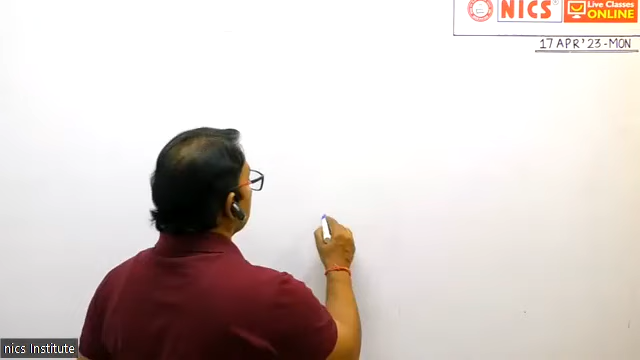 NICS
Live Classes
ONLINE
17 APR'23-MON
nics Institute